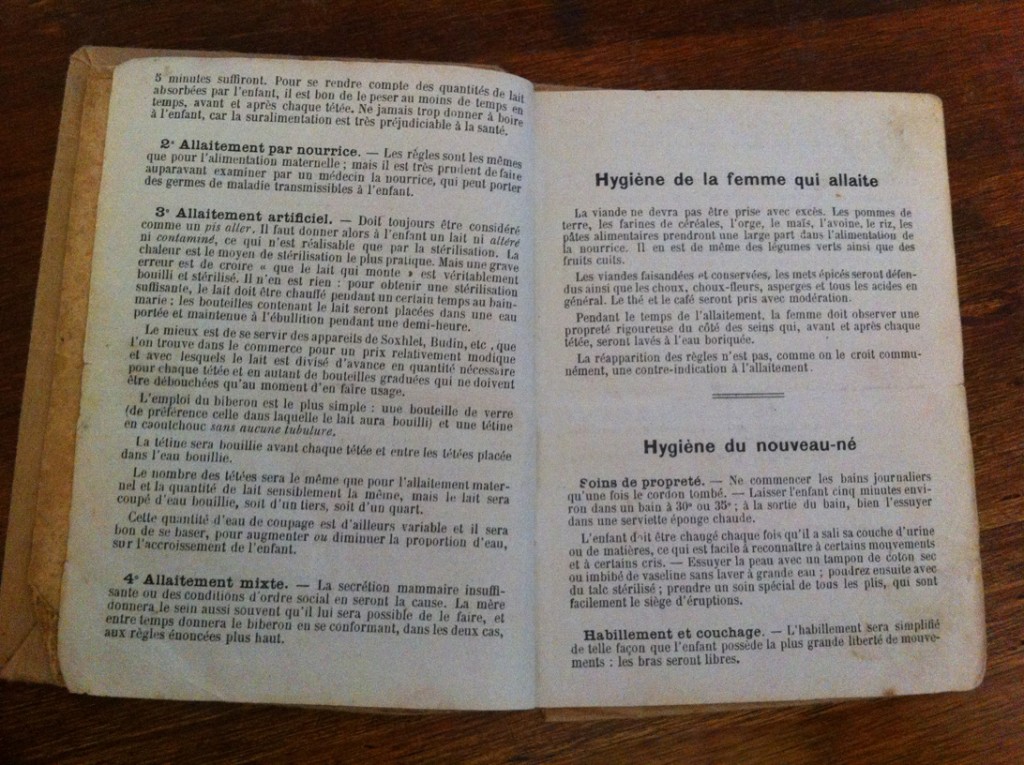 5 minutes suffiront. Pour se rendre compte des quantités de lait
absorbées par l'enfant, il est bon de le peser au moins de temps en
temps, avant et après chaque tétée. Ne jamais trop donner à boire
à l'enfant, car la suralimentation est très préjudiciable à la santé.
2° Allaitement par nourrice. — Les règles sont les mêmes
que pour l'alimentation maternelle ; mais il est très prudent de faire
auparavant examiner par un médecin la nourrice, qui peut porter
des germes de maladie transmissibles à l'enfant.
3° Allaitement artificiel. — Doit toujours être considéré
comme un pis aller. Il faut donner alors à l'enfant un lait ni altéré
ni contaminé, ce qui n'est réalisable que par la stérilisation. La
chaleur est le moyen de stérilisation le plus pratique. Mais une grave
erreur est de croire « que le lait qui monte » est véritablement
bouilli et stérilisé. Il n'en est rien : pour obtenir une stérilisation
suffisante, le lait doit être chauffé pendant un certain temps au bain-
marie ; les bouteilles contenant le lait seront placées dans une eau
portée et maintenue à l'ébullition pendant une demi-heure.
Le mieux est de se servir des appareils de Soxhlet, Budin, etc., que
l'on trouve dans le commerce pour un prix relativement modique
et avec lesquels le lait est divisé d'avance en quantité nécessaire
pour chaque tétée et en autant de bouteilles graduées qui ne doivent
être débouchées qu'au moment d'en faire usage.
L'emploi du biberon est le plus simple : une bouteille de verre
(de préférence celle dans laquelle le lait aura bouilli) et une tétine
en caoutchouc sans aucune tubulure.
La tétine sera bouillie avant chaque tétée et entre les tétées placée
dans l'eau bouillie.
Le nombre des tétées sera le même que pour l'allaitement mater-
nel et la quantité de lait sensiblement la même, mais le lait sera
coupé d'eau bouillie, soit d'un tiers, soit d'un quart.
Cette quantité d'eau de coupage est d'ailleurs variable et il sera
bon de se baser, pour augmenter ou diminuer la proportion d'eau,
sur l'accroissement de l'enfant.
4° Allaitement mixte. — La secrétion mammaire insuffi-
sante ou des conditions d'ordre social en seront la cause. La mère
donnera le sein aussi souvent qu'il lui sera possible de le faire, et
entre temps donnera le biberon en se conformant, dans les deux cas,
aux règles énoncées plus haut.
Hygiène de la femme qui allaite
La viande ne devra pas être prise avec excés. Les pommes de
terre, les farines de céréales, l'orge, le maïs, l'avoine, le riz, les
pâtes alimentaires prendront une large part dans l'alimentation de
la nourrice. Il en est de même des légumes verts ainsi que des
fruits cuits.
Les viandes faisandées et conservées, les mets épicés seront défen-
dus ainsi que les choux, choux-fleurs, asperges et tous les acides en
général. Le thé et le café seront pris avec modération.
Pendant le temps de l'allaitement, la femme doit observer une
propreté rigoureuse du côté des seins qui, avant et après chaque
tétée, seront lavés à l'eau boriquée.
La réapparition des règles n'est pas, comme on le croit commu-
nément, une contre-indication à l'allaitement.
Hygiène du nouveau-né
Soins de propreté. — Ne commencer les bains journaliers
qu'une fois le cordon tombé. — Laisser l'enfant cinq minutes envi-
ron dans un bain à 30° ou 35° ; à la sortie du bain, bien l'essuyer
dans une serviette éponge chaude.
L'enfant doit être changé chaque fois qu'il a sali sa couche d'urine
ou de matières, ce qui est facile à reconnaître à certains mouvements
et à certains cris. — Essuyer la peau avec un tampon de coton sec
ou imbibé de vaseline sans laver à grande eau ; poudrez ensuite avec
du talc stérilisé ; prendre un soin spécial de tous les plis, qui sont
facilement le siège d'éruptions.
Habillement et couchage. — L'habillement sera simplifié
de telle façon que l'enfant possède la plus grande liberté de mouve-
ments : les bras seront libres.